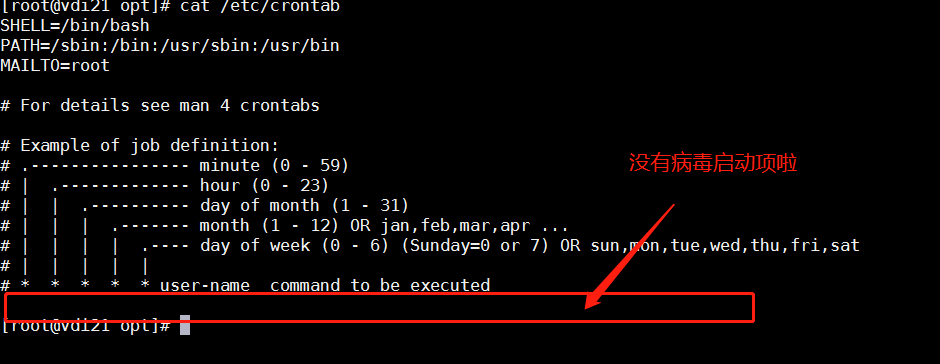 [root@vdi21 opt]# cat /etc/crontab
SHELL=/bin/bash
PATH=/sbin:/bin:/usr/sbin:/usr/bin
MAILTO=root
# For details see man 4 crontabs
# Example of job definition:
# .---------------- minute (0 - 59)
# |  .------------- hour (0 - 23)
# |  |  .---------- day of month (1 - 31)
# |  |  |  .------- month (1 - 12) OR jan,feb,mar,apr ...
# |  |  |  |  .---- day of week (0 - 6) (Sunday=0 or 7) OR sun,mon,tue,wed,thu,fri,sat
# |  |  |  |  |
# *  *  *  *  * user-name  command to be executed
[root@vdi21 opt]#
没有病毒启动项啦